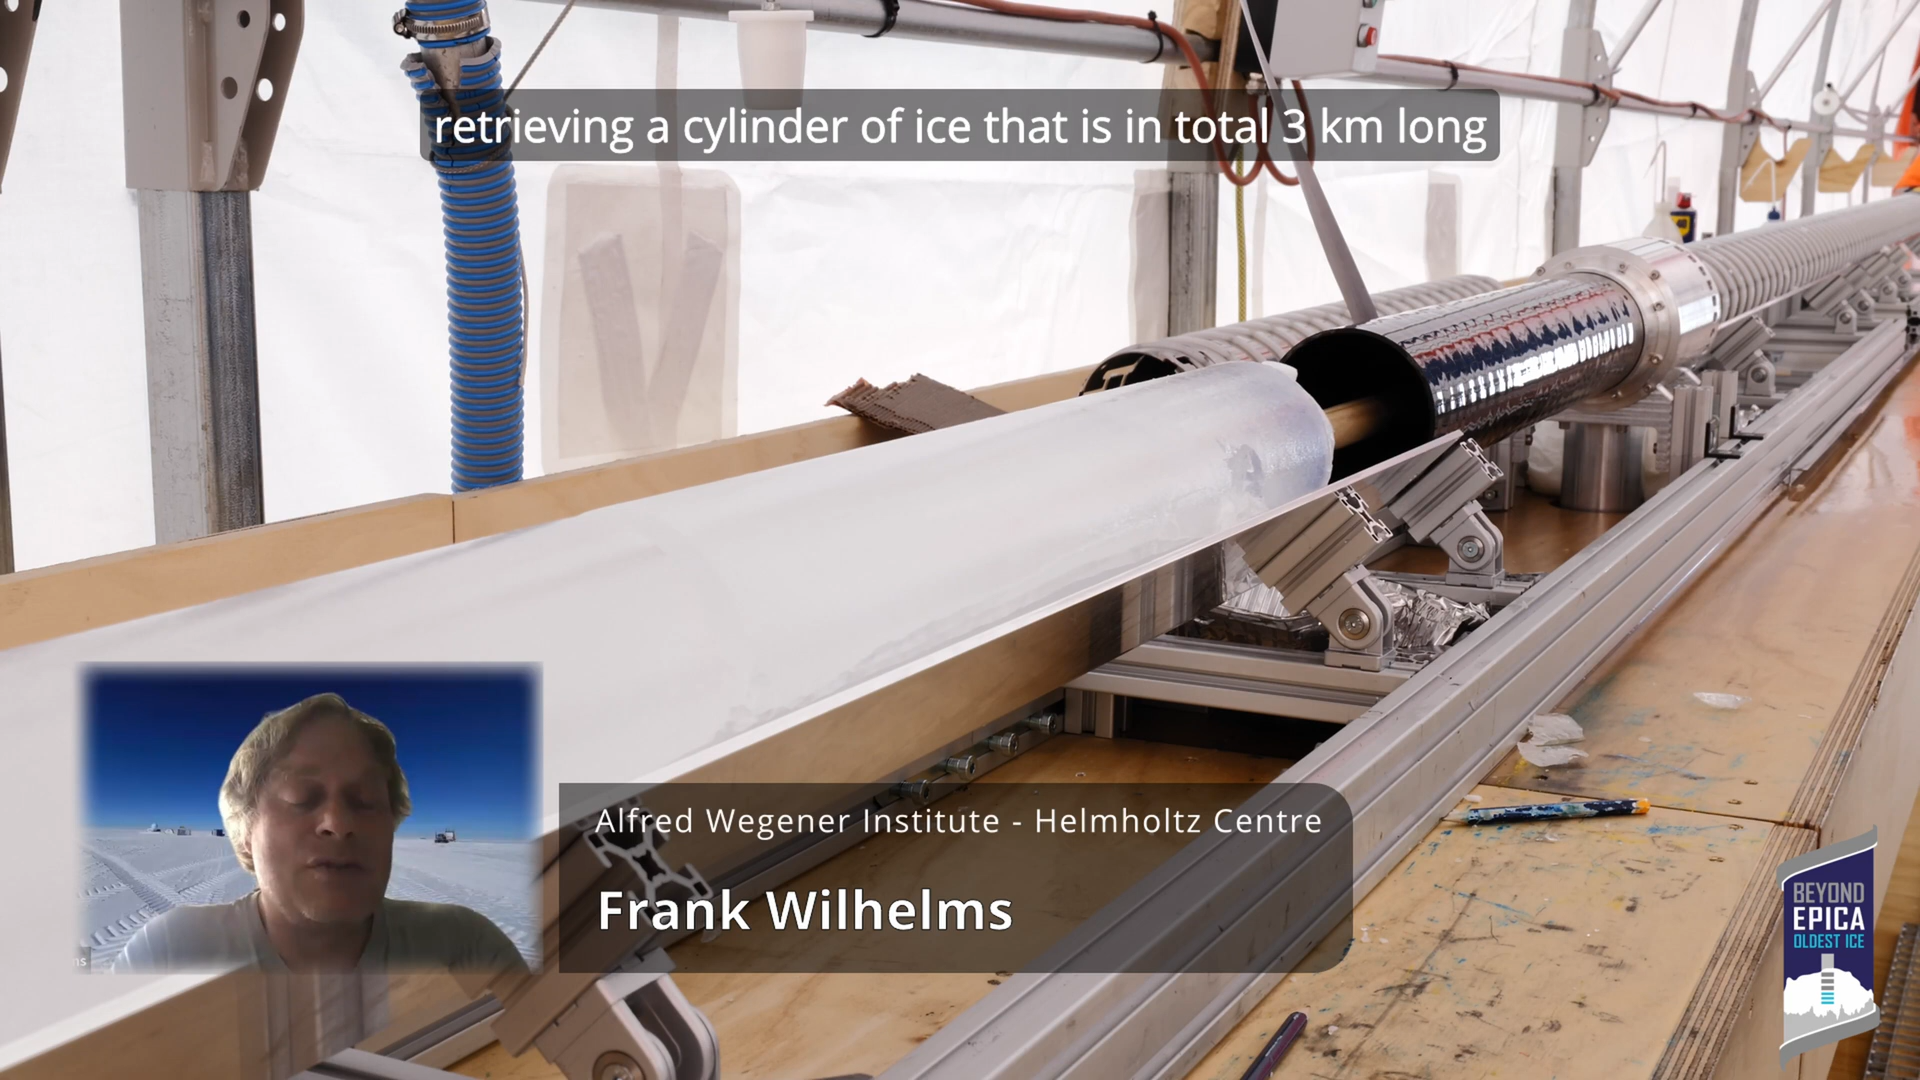 retrieving a cylinder of ice that is in total 3 km long
Alfred Wegener Institute - Helmholtz Centre
Frank Wilhelms
BEYOND
EPICA
OLDEST ICE